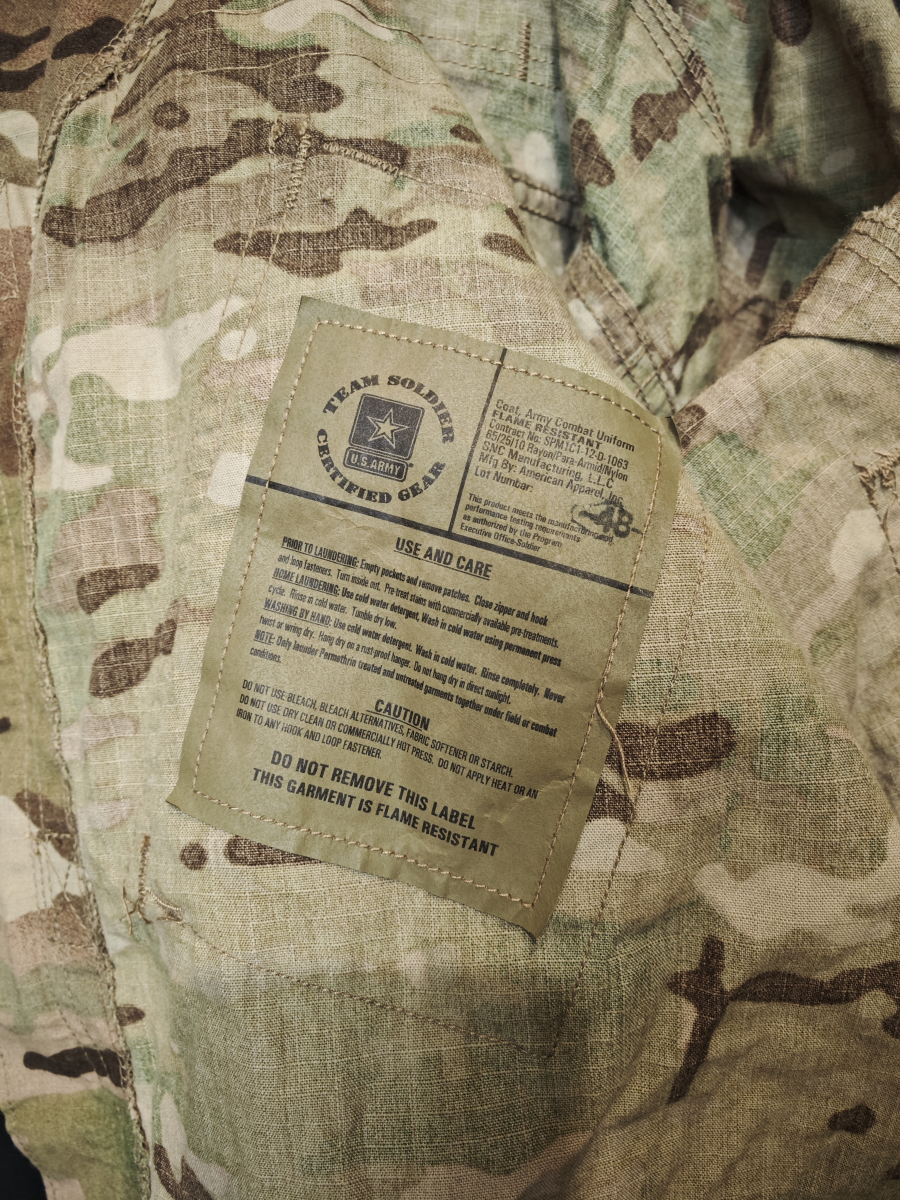 TEAM SOLDIER
U.S.ARMY
CERTIFIED GEAR
Coat, Army Combat Uniform
FLAME RESISTANT
Contract No: SPM1C1-12-D-1063
65/25/10 Rayon/Para-Aramid/Nylon
SNC Manufacturing, L.L.C
Mfg By: American Apparel, Inc
Lot Number:
This product meets the manufacturing and
performance testing requirements
as authorized by the Program
Executive Office-Soldier
USE AND CARE
PRIOR TO LAUNDERING: Empty pockets and remove patches. Close zipper and hook
and loop fasteners. Turn inside out. Pre-treat stains with commercially available pre-treatments.
HOME LAUNDERING: Use cold water detergent. Wash in cold water using permanent press
cycle. Rinse in cold water. Tumble dry low.
WASHING BY HAND: Use cold water detergent. Wash in cold water. Rinse completely. Never
twist or wring dry. Hang dry on a rust-proof hanger. Do not hang dry in direct sunlight.
NOTE: Only launder Permethrin treated and untreated garments together under field or combat
conditions.
CAUTION
DO NOT USE BLEACH, BLEACH ALTERNATIVES, FABRIC SOFTENER OR STARCH.
DO NOT USE DRY CLEAN OR COMMERCIALLY HOT PRESS. DO NOT APPLY HEAT OR AN
IRON TO ANY HOOK AND LOOP FASTENER.
DO NOT REMOVE THIS LABEL
THIS GARMENT IS FLAME RESISTANT